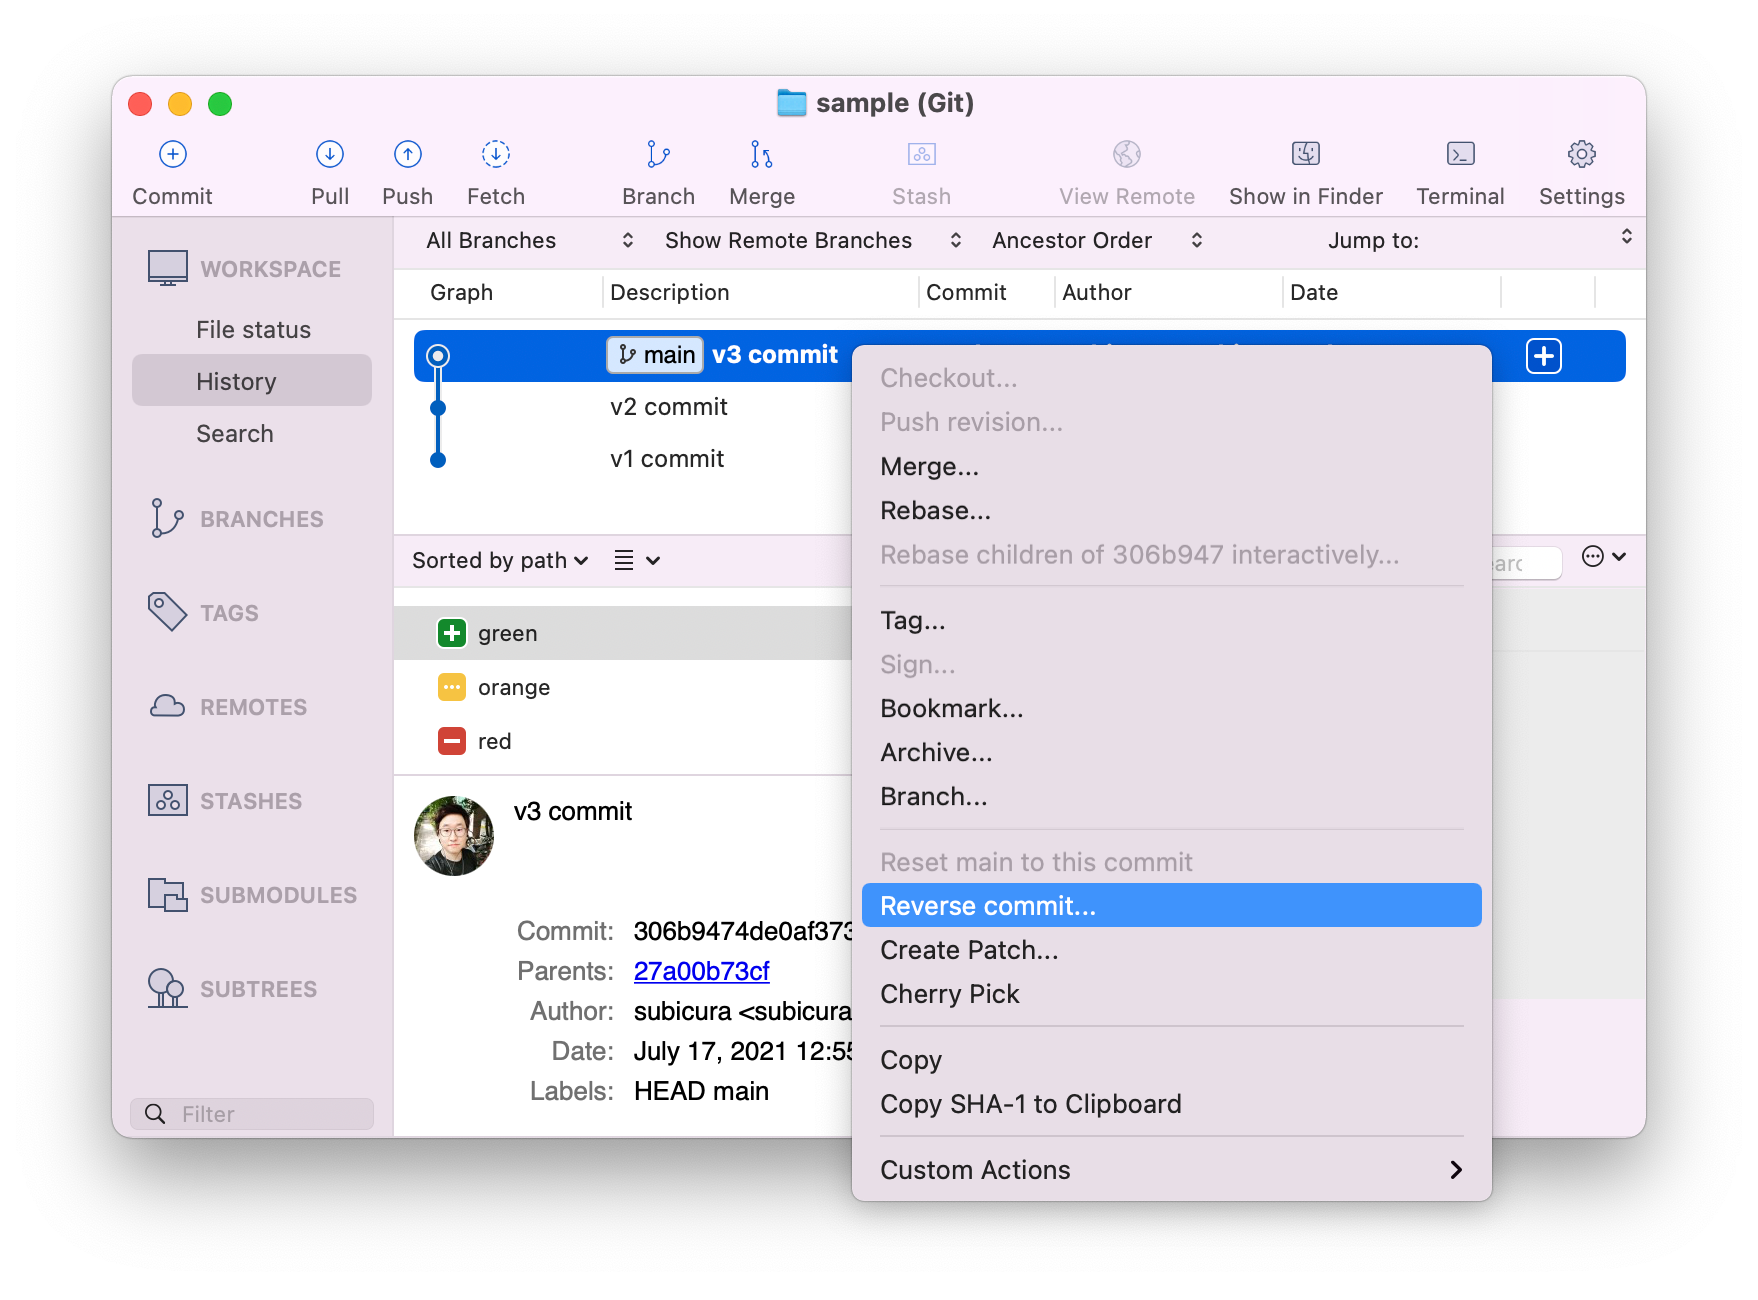 sample (Git)
Commit Pull Push Fetch Branch Merge Stash View Remote Show in Finder Terminal Settings
All Branches Show Remote Branches Ancestor Order Jump to:
Graph Description Commit Author Date
WORKSPACE
File status
History
Search
BRANCHES
TAGS
REMOTES
STASHES
SUBMODULES
SUBTREES
Filter
main v3 commit
v2 commit
v1 commit
Sorted by path
green
orange
red
v3 commit
Commit: 306b9474de0af373
Parents: 27a00b73cf
Author: subicura <subicura
Date: July 17, 2021 12:55
Labels: HEAD main
Checkout...
Push revision...
Merge...
Rebase...
Rebase children of 306b947 interactively...
Tag...
Sign...
Bookmark...
Archive...
Branch...
Reset main to this commit
Reverse commit...
Create Patch...
Cherry Pick
Copy
Copy SHA-1 to Clipboard
Custom Actions